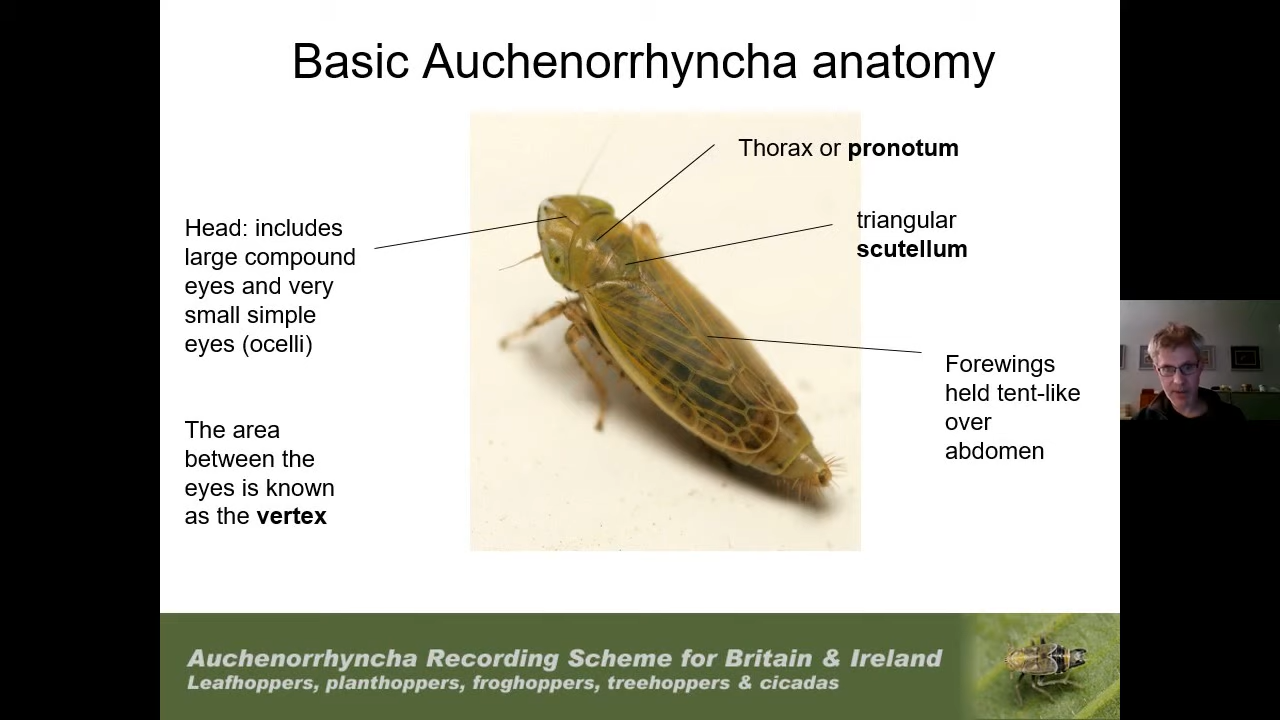 Basic Auchenorrhyncha anatomy
Thorax or pronotum
Head: includes
large compound
eyes and very
small simple
eyes (ocelli)
triangular
scutellum
Forewings
held tent-like
over
abdomen
The area
between the
eyes is known
as the vertex
Auchenorrhyncha Recording Scheme for Britain & Ireland
Leafhoppers, planthoppers, froghoppers, treehoppers & cicadas